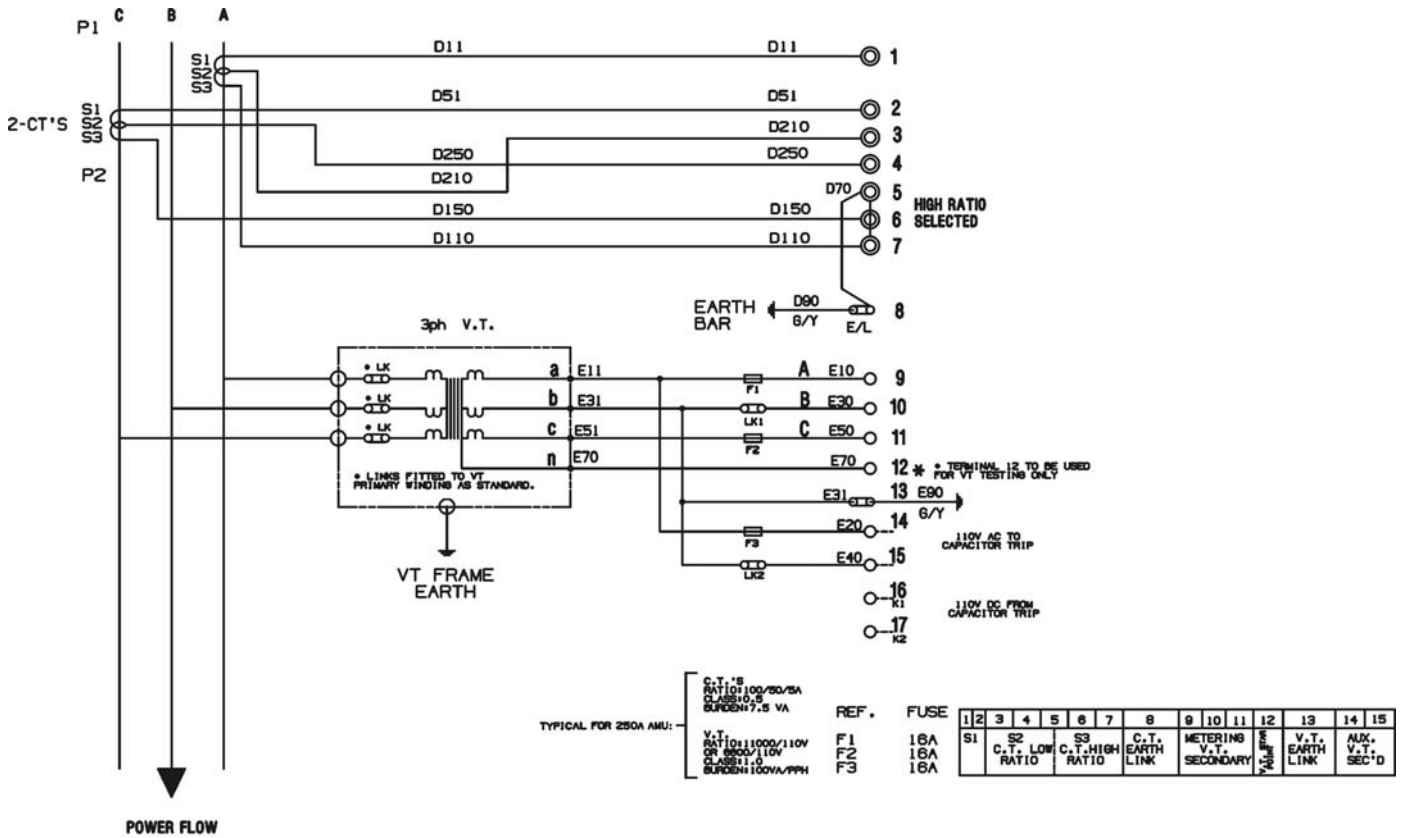 P1
C B A
S1
S2
S3
D11 D11 1
2-CT'S
S1
S2
S3
D51 D51 2
D210 3
D250 D250 4
D210
P2
D70 5
HIGH RATIO
SELECTED
D150 D150 6
D110 D110 7
EARTH
BAR
D90
G/Y
E/L
8
3ph V.T.
* LK
a E11 F1 A E10 9
* LK
b E31 LK1 B E30 10
* LK
c E51 F2 C E50 11
n E70 E70 12 *
* TERMINAL 12 TO BE USED
FOR VT TESTING ONLY
* LINKS FITTED TO VT
PRIMARY WINDING AS STANDARD.
E31 13 E90
G/Y
F3 E20 14
110V AC TO
CAPACITOR TRIP
LK2 E40 15
VT FRAME
EARTH
16
K1
110V DC FROM
CAPACITOR TRIP
17
K2
TYPICAL FOR 250A AMU:
C.T.'S
RATIO:100/50/5A
CLASS:0.5
BURDEN:7.5 VA
V.T.
RATIO:11000/110V
OR 6600/110V
CLASS:1.0
BURDEN:100VA/PPH
REF. FUSE
F1 16A
F2 16A
F3 16A
1 2 3 4 5 6 7 8 9 10 11 12 13 14 15
S1
S2
C.T. LOW
RATIO
S3
C.T.HIGH
RATIO
C.T.
EARTH
LINK
METERING
V.T.
SECONDARY
V.T. STAR
POINT
V.T.
EARTH
LINK
AUX.
V.T.
SEC'D
POWER FLOW